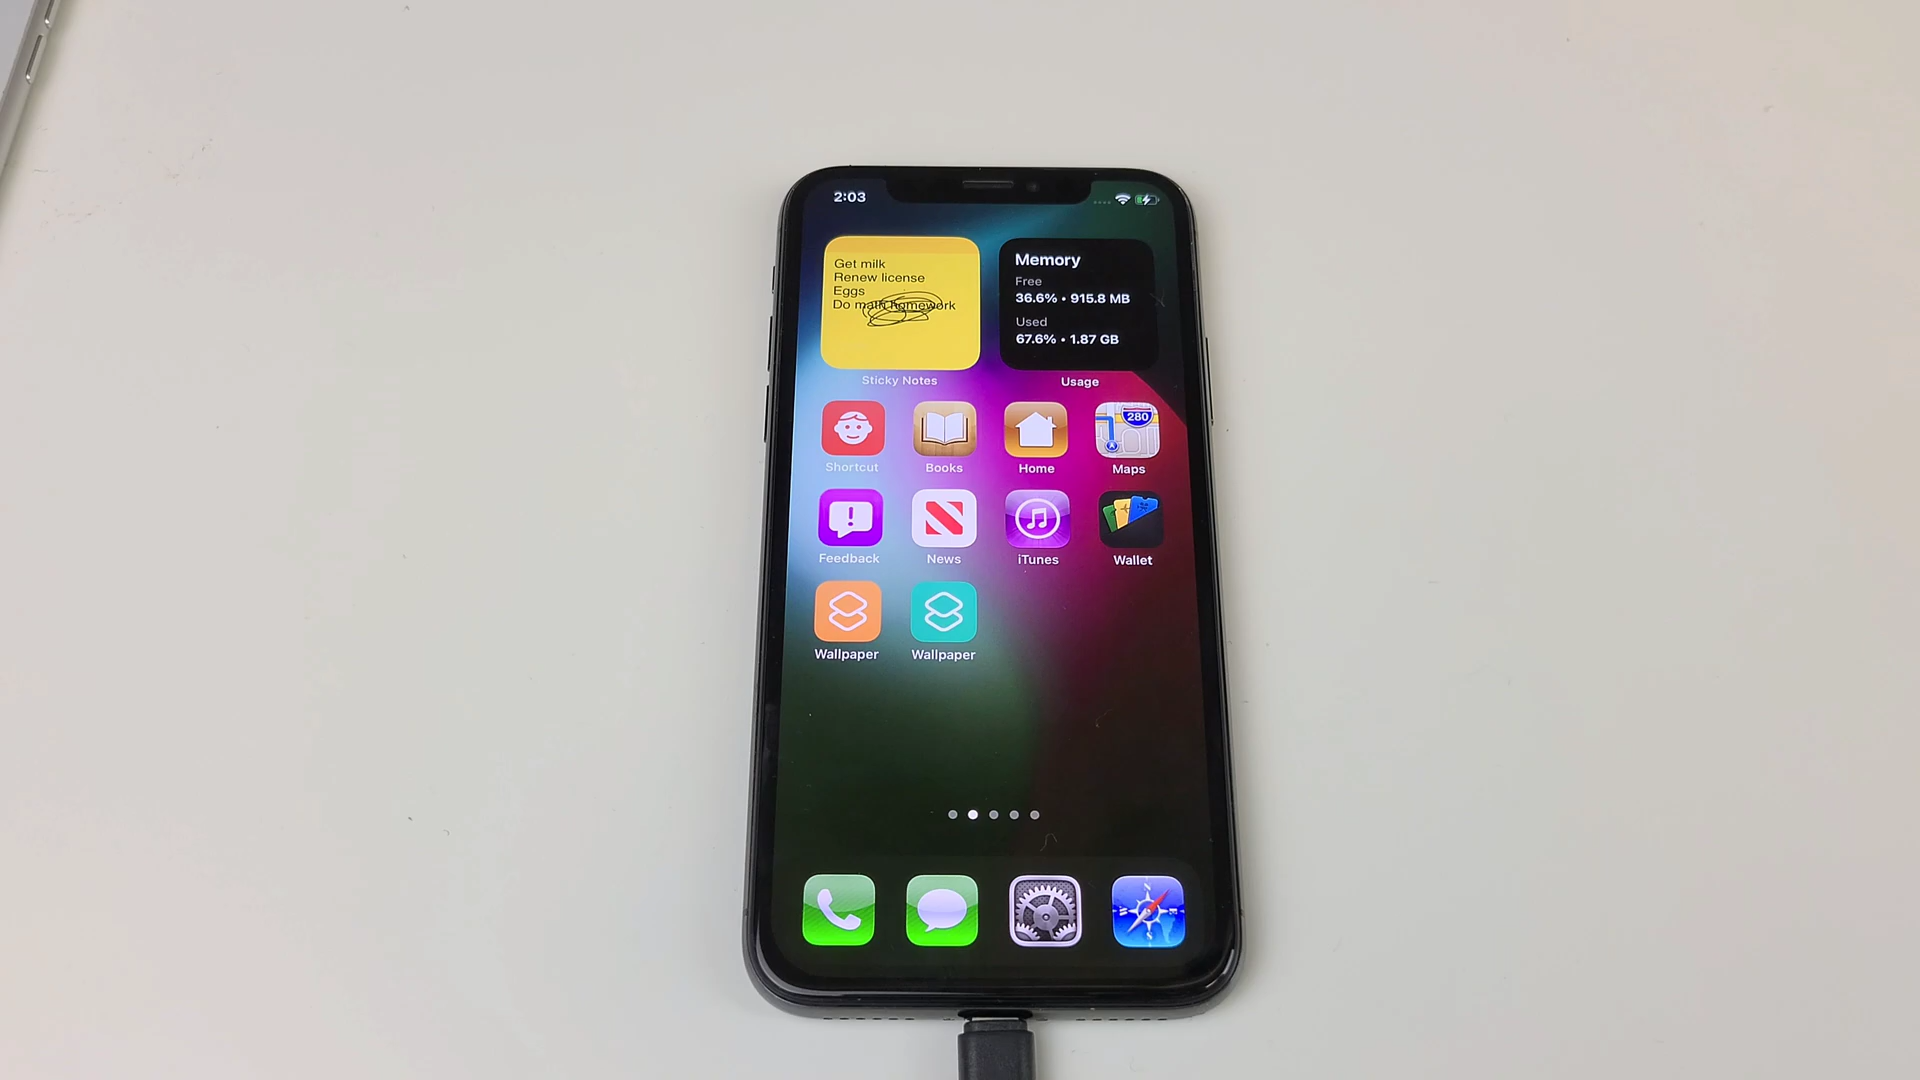 2:03
Get milk
Renew license
Eggs
Do math homework
Memory
Free
36.6% • 915.8 MB
Used
67.6% • 1.87 GB
Sticky Notes
Usage
280
Shortcut
Books
Home
Maps
Feedback
News
iTunes
Wallet
Wallpaper
Wallpaper